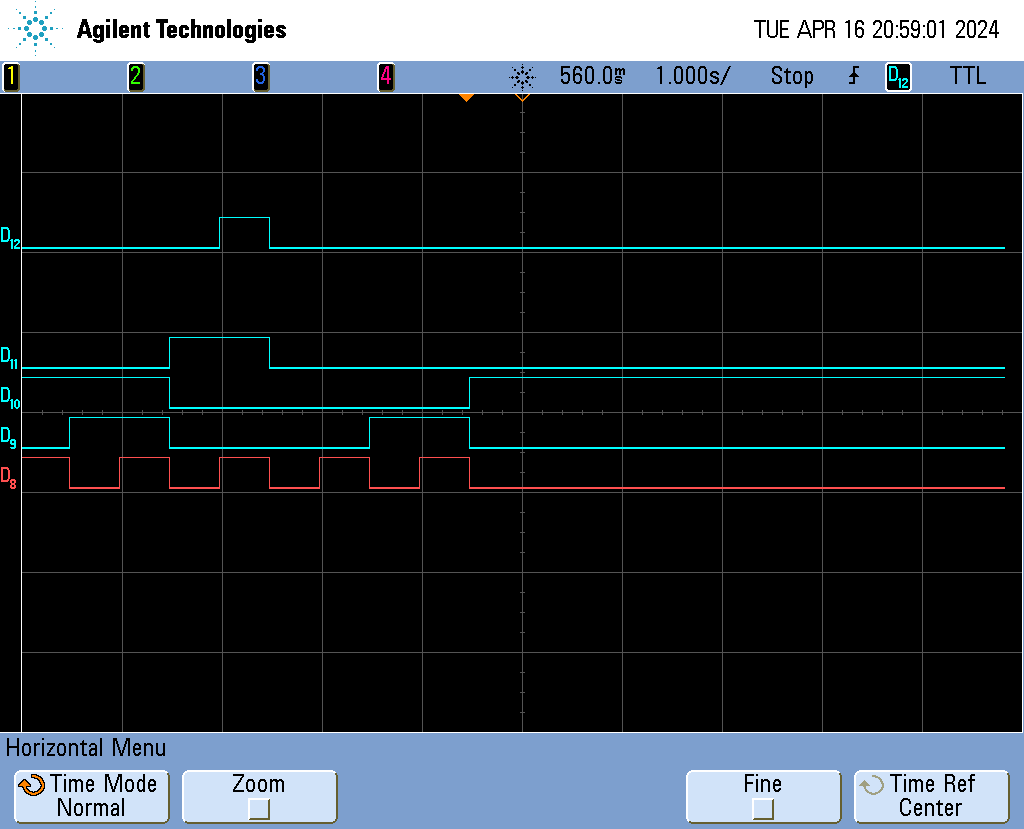 Agilent Technologies
TUE APR 16 20:59:01 2024
1 2 3 4 560.0ms 1.000s/ Stop D12 TTL
D12
D11
D10
D9
D8
Horizontal Menu
Time Mode
Normal
Zoom
Fine
Time Ref
Center